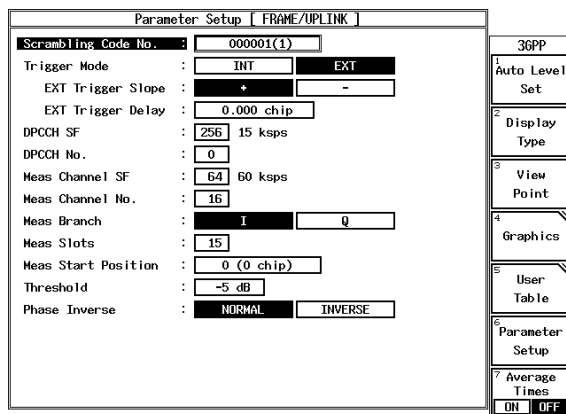 Parameter Setup [ FRAME/UPLINK ]
Scrambling Code No. : 000001(1)
Trigger Mode : INT EXT
EXT Trigger Slope : + -
EXT Trigger Delay : 0.000 chip
DPCCH SF : 256 15 ksps
DPCCH No. : 0
Meas Channel SF : 64 60 ksps
Meas Channel No. : 16
Meas Branch : I Q
Meas Slots : 15
Meas Start Position : 0 (0 chip)
Threshold : -5 dB
Phase Inverse : NORMAL INVERSE
3GPP
1 Auto Level
Set
2 Display
Type
3 View
Point
4 Graphics
5 User
Table
6 Parameter
Setup
7 Average
Times
ON OFF